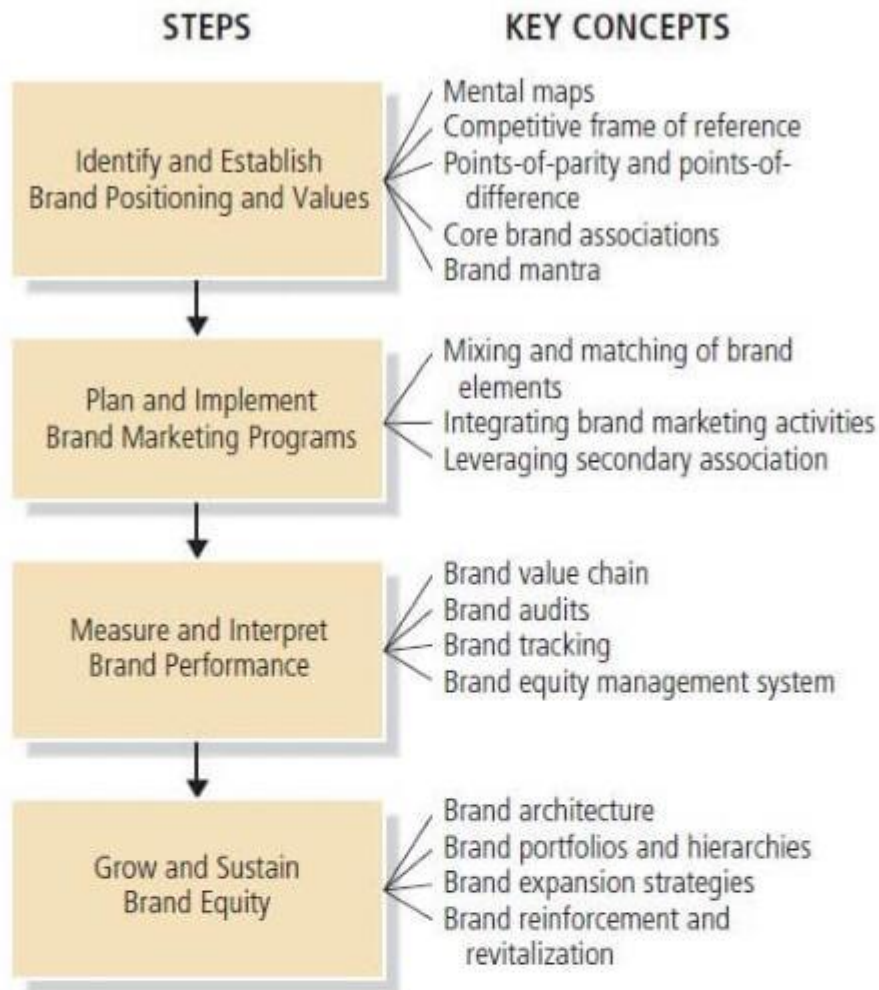 STEPS
KEY CONCEPTS
Identify and Establish
Brand Positioning and Values
Mental maps
Competitive frame of reference
Points-of-parity and points-of-
difference
Core brand associations
Brand mantra
Plan and Implement
Brand Marketing Programs
Mixing and matching of brand
elements
Integrating brand marketing activities
Leveraging secondary association
Measure and Interpret
Brand Performance
Brand value chain
Brand audits
Brand tracking
Brand equity management system
Grow and Sustain
Brand Equity
Brand architecture
Brand portfolios and hierarchies
Brand expansion strategies
Brand reinforcement and
revitalization